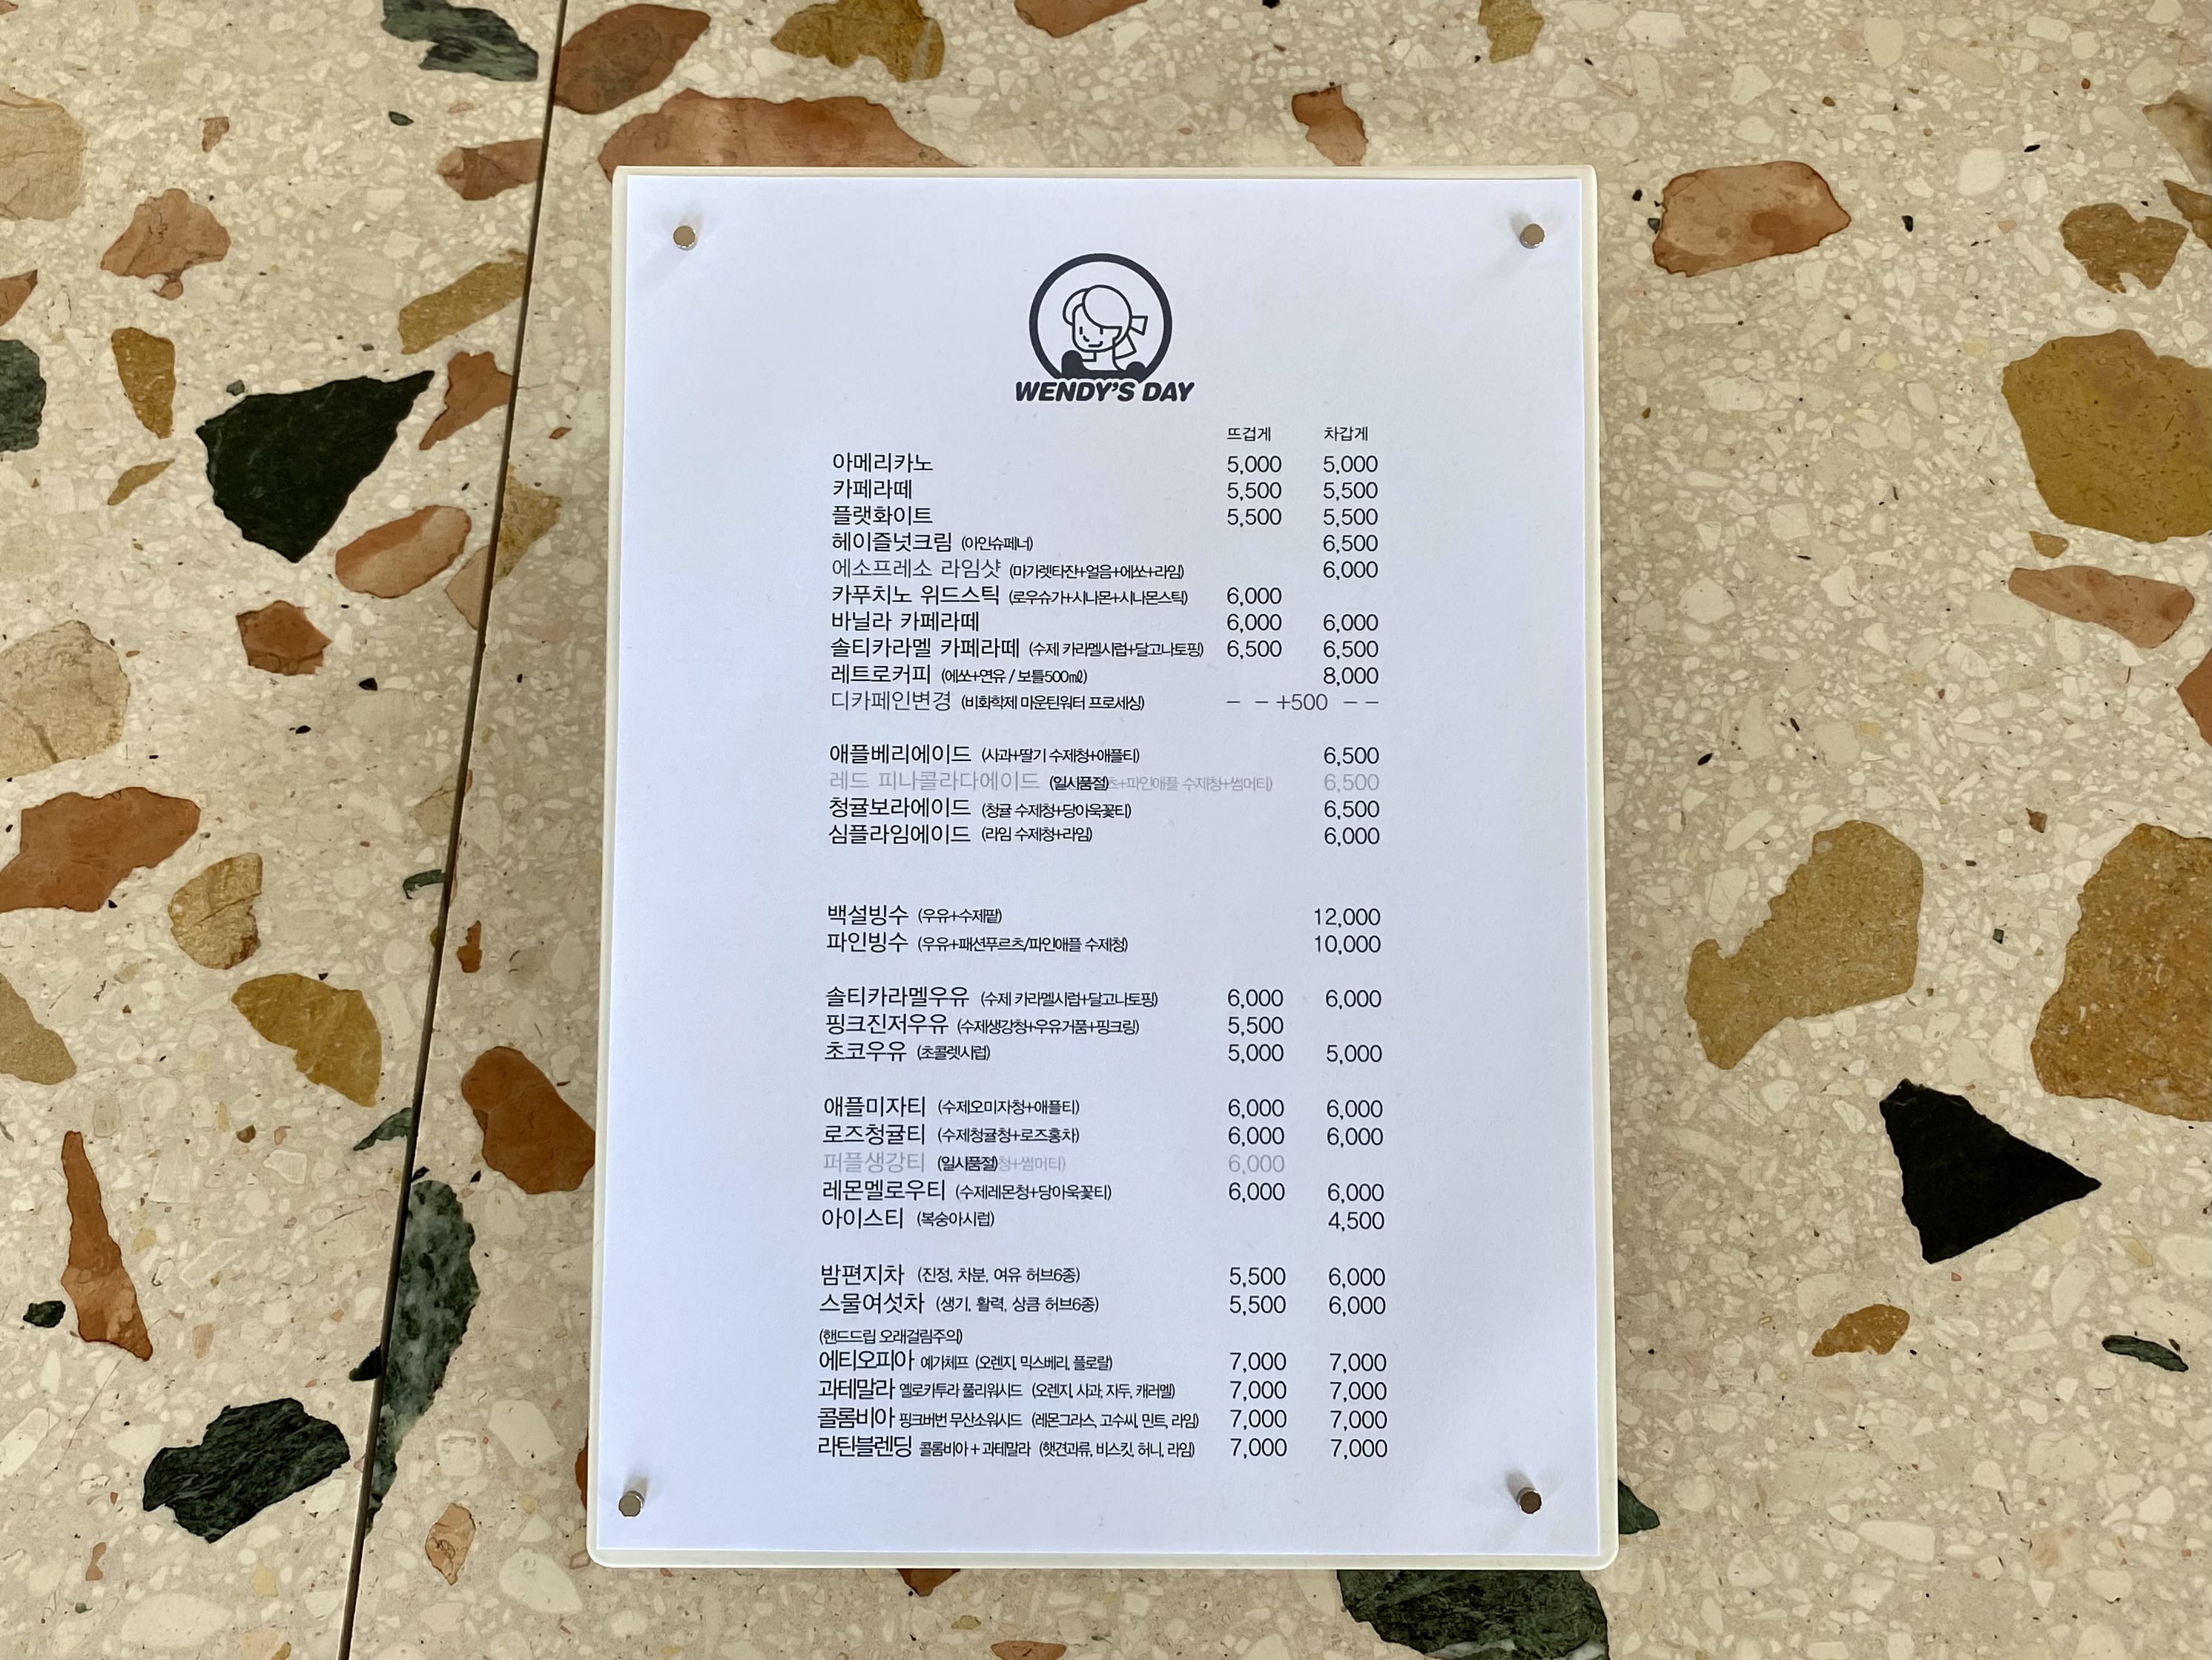 WENDY'S DAY
뜨겁게 차갑게
아메리카노 5,000 5,000
카페라떼 5,500 5,500
플랫화이트 5,500 5,500
헤이즐넛크림 (아인슈페너) 6,500
에소프레소 라임샷 (마가렛타잔+얼음+에쏘+라임) 6,000
카푸치노 위드스틱 (로우슈가+시나몬+시나몬스틱) 6,000
바닐라 카페라떼 6,000 6,000
솔티카라멜 카페라떼 (수제 카라멜시럽+달고나토핑) 6,500 6,500
레트로커피 (에쏘+연유 / 보틀500㎖) 8,000
디카페인변경 (비화학제 마운틴워터 프로세싱) – – +500 – –
애플베리에이드 (사과+딸기 수제청+애플티) 6,500
레드 피나콜라다에이드 (일시품절)츠+파인애플 수제청+썸머티) 6,500
청귤보라에이드 (청귤 수제청+당아욱꽃티) 6,500
심플라임에이드 (라임 수제청+라임) 6,000
백설빙수 (우유+수제팥) 12,000
파인빙수 (우유+패션푸르츠/파인애플 수제청) 10,000
솔티카라멜우유 (수제 카라멜시럽+달고나토핑) 6,000 6,000
핑크진저우유 (수제생강청+우유거품+핑크링) 5,500
초코우유 (초콜렛시럽) 5,000 5,000
애플미자티 (수제오미자청+애플티) 6,000 6,000
로즈청귤티 (수제청귤청+로즈홍차) 6,000 6,000
퍼플생강티 (일시품절)청+썸머티) 6,000
레몬멜로우티 (수제레몬청+당아욱꽃티) 6,000 6,000
아이스티 (복숭아시럽) 4,500
밤편지차 (진정, 차분, 여유 허브6종) 5,500 6,000
스물여섯차 (생기, 활력, 상큼 허브6종) 5,500 6,000
(핸드드립 오래걸림주의)
에티오피아 예가체프 (오렌지, 믹스베리, 플로랄) 7,000 7,000
과테말라 옐로카투라 풀리워시드 (오렌지, 사과, 자두, 캐러멜) 7,000 7,000
콜롬비아 핑크버번 무산소워시드 (레몬그라스, 고수씨, 민트, 라임) 7,000 7,000
라틴블렌딩 콜롬비아 + 과테말라 (햇견과류, 비스킷, 허니, 라임) 7,000 7,000